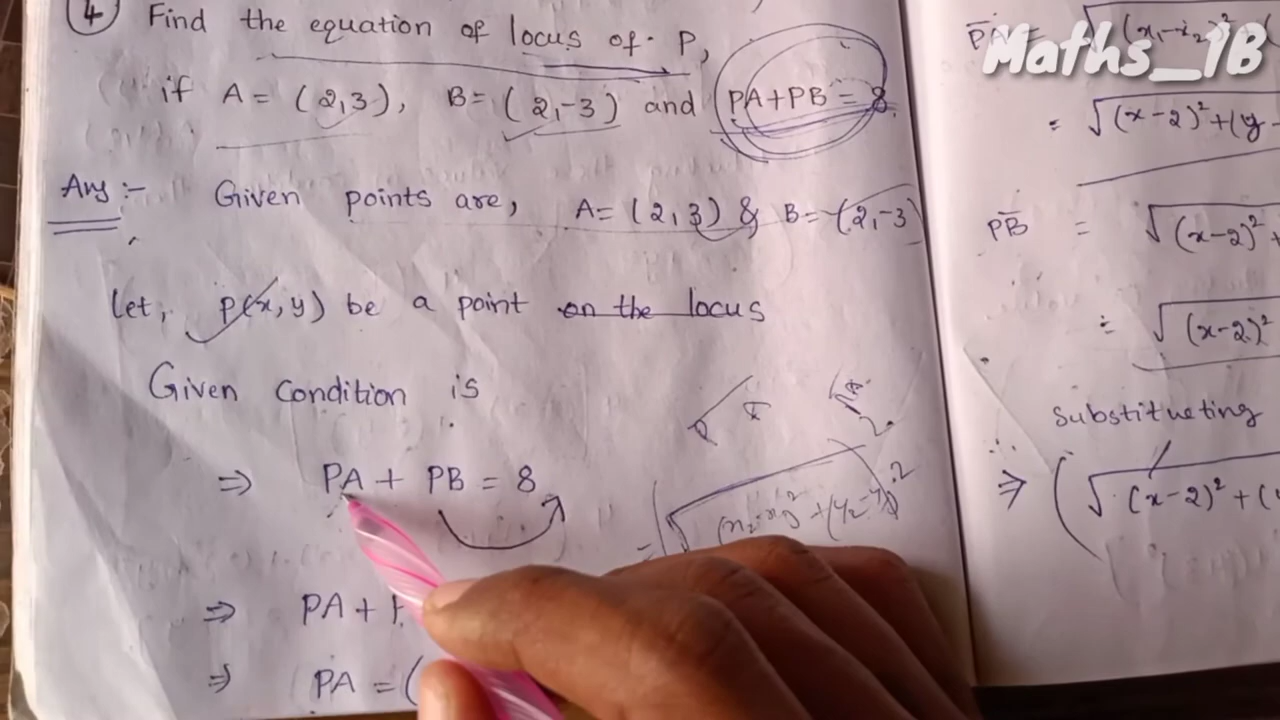 4 Find the equation of locus of P,
if A = (2,3), B = (2,-3) and PA+PB = 8.
Ans :- Given points are, A = (2,3) & B = (2,-3)
Let, P(x,y) be a point on the locus
Given Condition is
⇒ PA + PB = 8
⇒ PA +
⇒ PA = (
Maths_1B
= √(x-2)²+(y-
PB = √(x-2)² +
= √(x-2)²
Substituting
⇒ (√(x-2)² + (